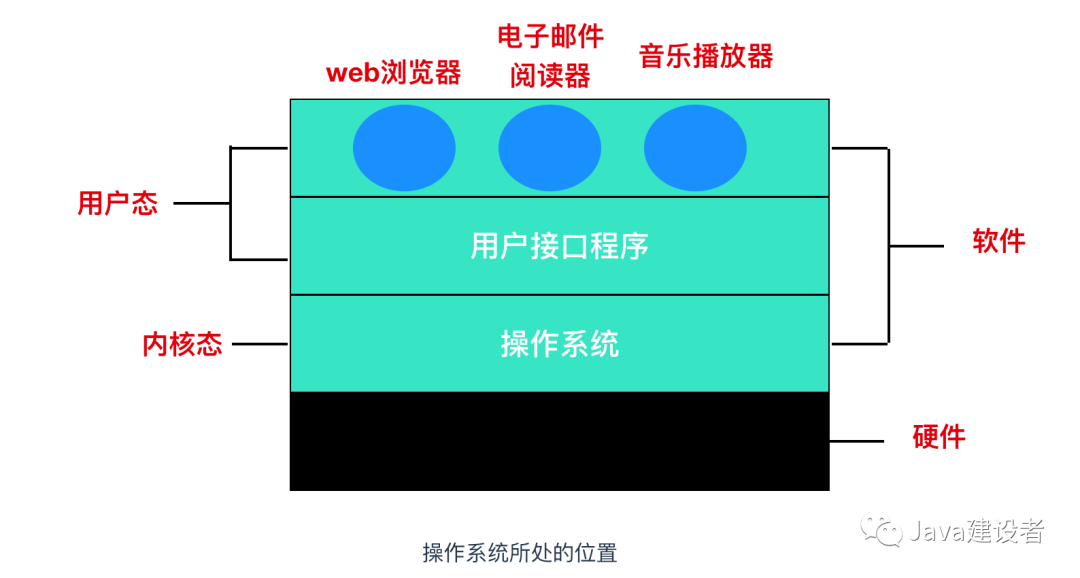 电子邮件
阅读器
web浏览器
音乐播放器
用户态
用户接口程序
软件
内核态
操作系统
硬件
Java建设者
操作系统所处的位置